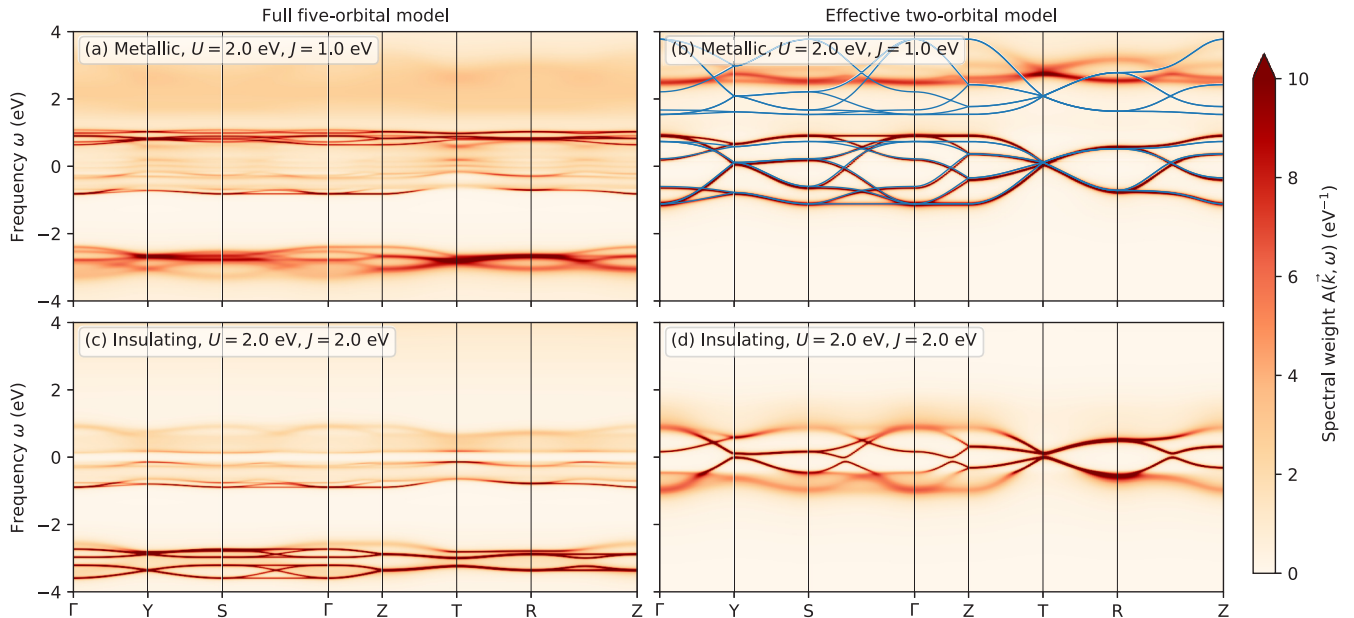 Full five-orbital model
Effective two-orbital model
(a) Metallic, U = 2.0 eV, J = 1.0 eV
(b) Metallic, U = 2.0 eV, J = 1.0 eV
4
2
0
−2
−4
Frequency ω (eV)
(c) Insulating, U = 2.0 eV, J = 2.0 eV
(d) Insulating, U = 2.0 eV, J = 2.0 eV
4
2
0
−2
−4
Frequency ω (eV)
Γ Y S Γ Z T R Z
Γ Y S Γ Z T R Z
10
8
6
4
2
0
Spectral weight A(k⃗, ω) (eV⁻¹)